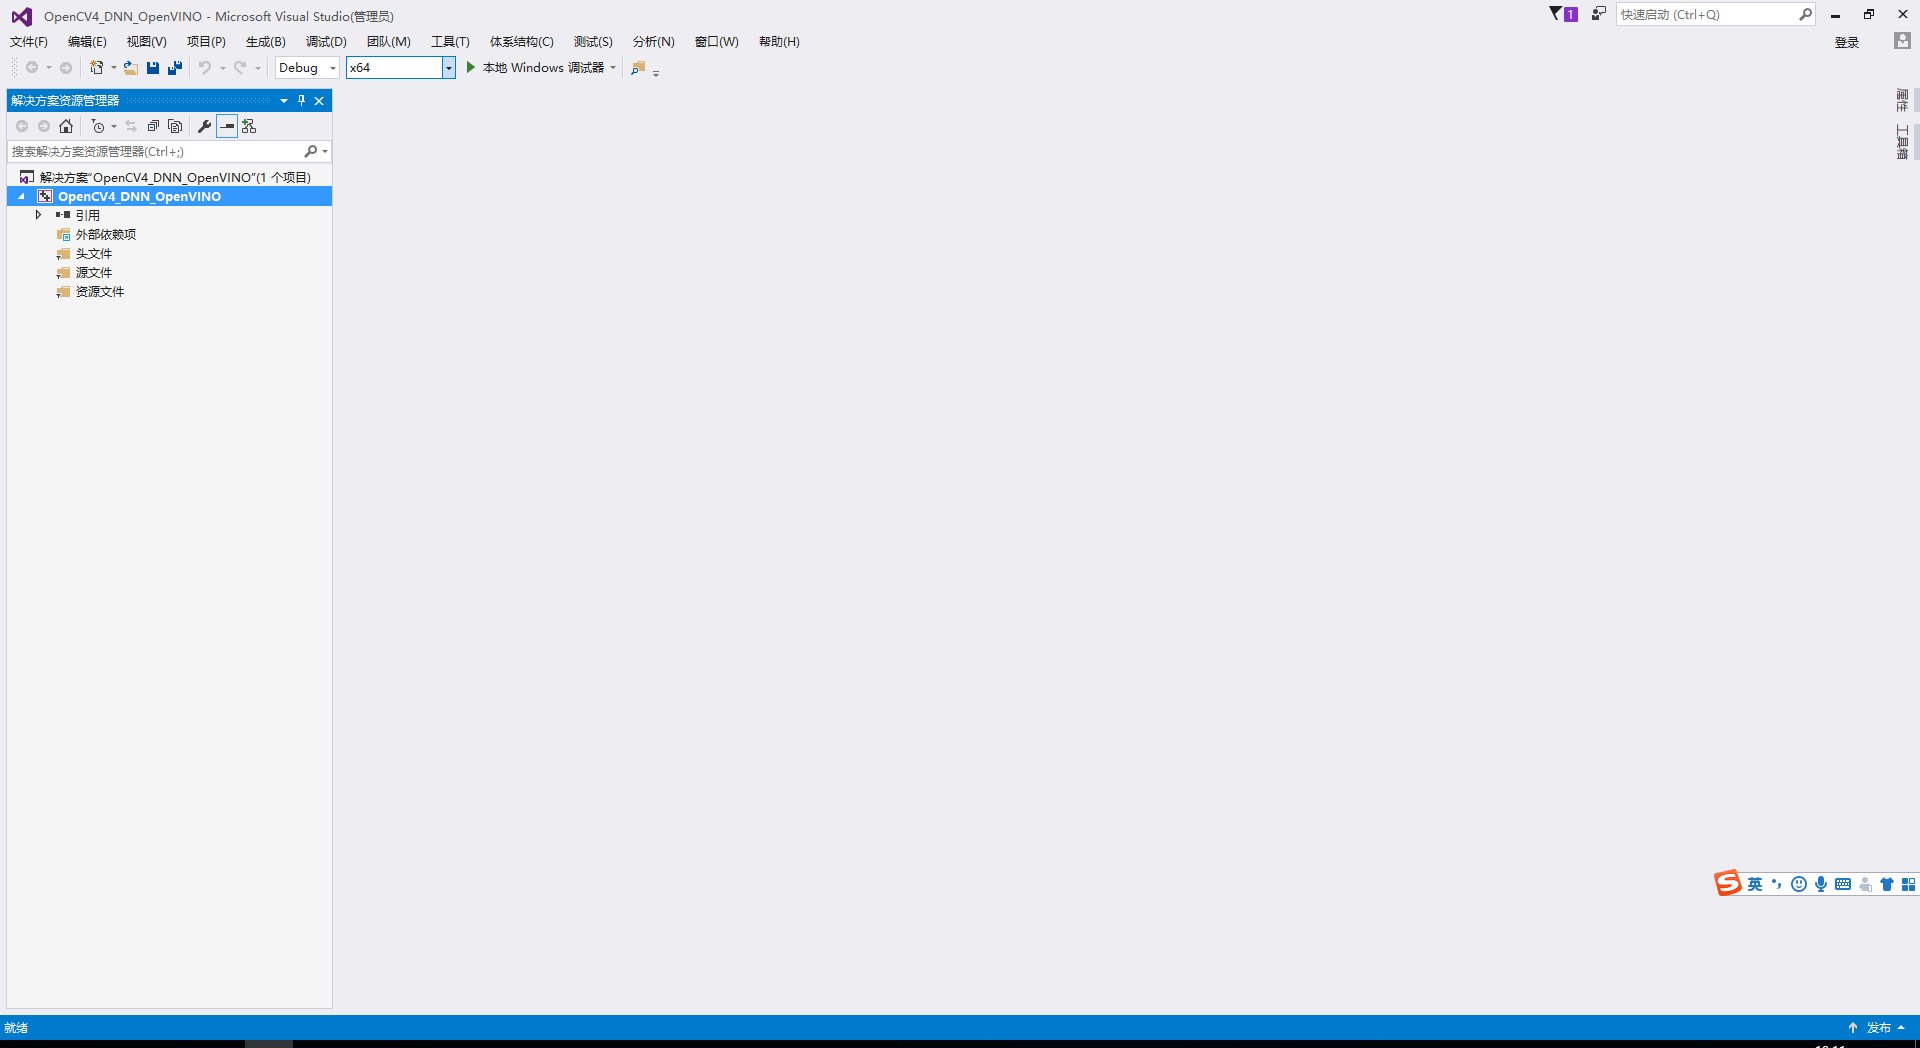 OpenCV4_DNN_OpenVINO - Microsoft Visual Studio(管理员)
1
快速启动 (Ctrl+Q)
文件(F) 编辑(E) 视图(V) 项目(P) 生成(B) 调试(D) 团队(M) 工具(T) 体系结构(C) 测试(S) 分析(N) 窗口(W) 帮助(H)
登录
Debug x64 本地 Windows 调试器
解决方案资源管理器
搜索解决方案资源管理器(Ctrl+;)
解决方案“OpenCV4_DNN_OpenVINO”(1 个项目)
OpenCV4_DNN_OpenVINO
引用
外部依赖项
头文件
源文件
资源文件
属性
工具箱
S 英
就绪
发布